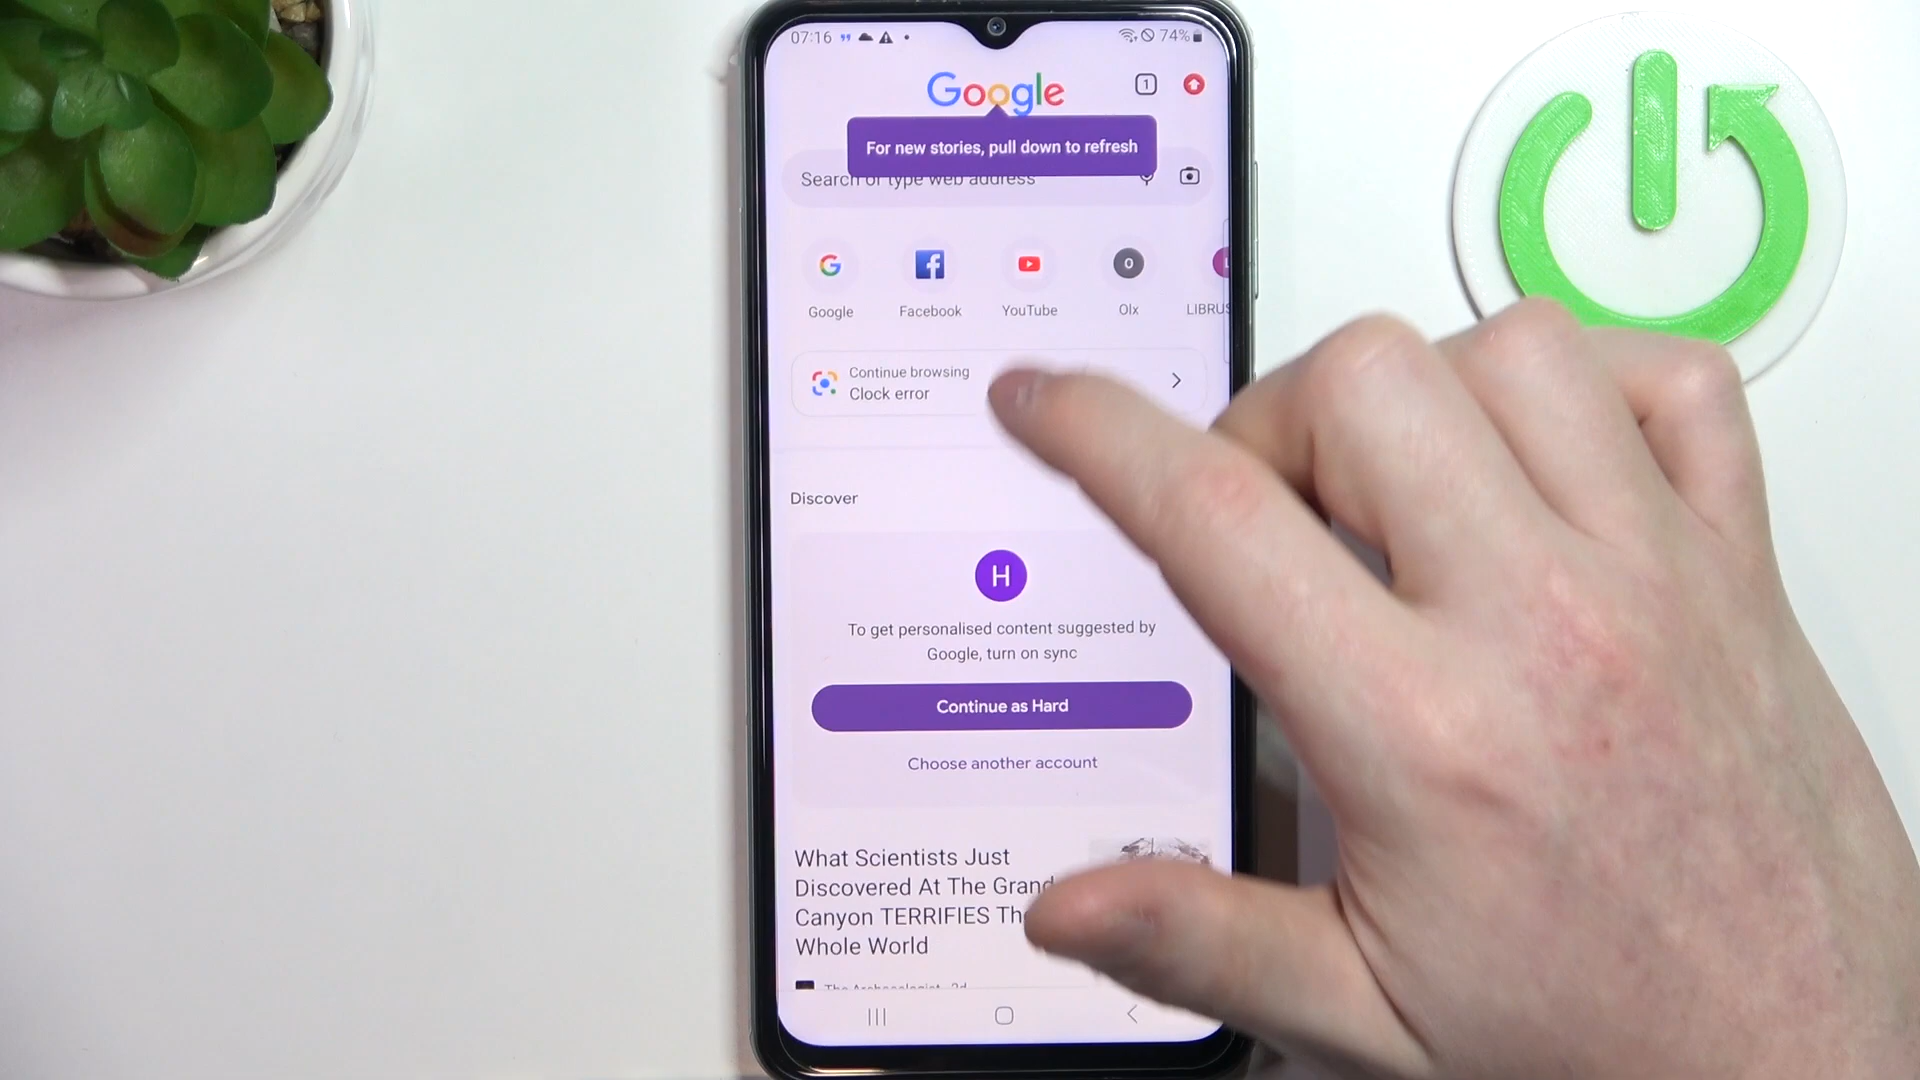 07:16
74%
Google
1
For new stories, pull down to refresh
Search or type web address
G
f
O
L
Google
Facebook
YouTube
Olx
LIBRUS
Continue browsing
Clock error
Discover
H
To get personalised content suggested by
Google, turn on sync
Continue as Hard
Choose another account
What Scientists Just
Discovered At The Grand
Canyon TERRIFIES The
Whole World